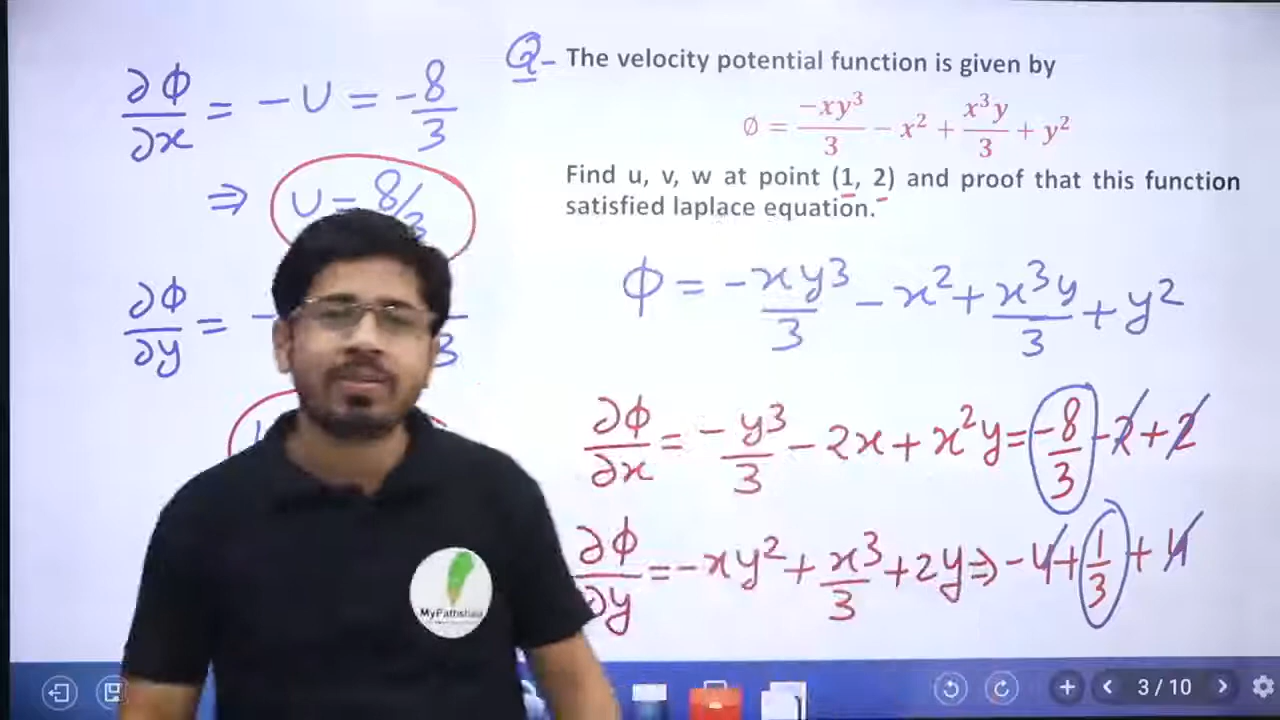 ∂ϕ/∂x = -U = -8/3
⇒ U = 8/3
∂ϕ/∂y = - 3
Q- The velocity potential function is given by
∅ = -xy³/3 - x² + x³y/3 + y²
Find u, v, w at point (1, 2) and proof that this function
satisfied laplace equation.
ϕ = -xy³/3 - x² + x³y/3 + y²
∂ϕ/∂x = -y³/3 - 2x + x²y = -8/3 - 2 + 2
∂ϕ/∂y = -xy² + x³/3 + 2y ⇒ -4 + 1/3 + 4
MyPathshala
3 / 10